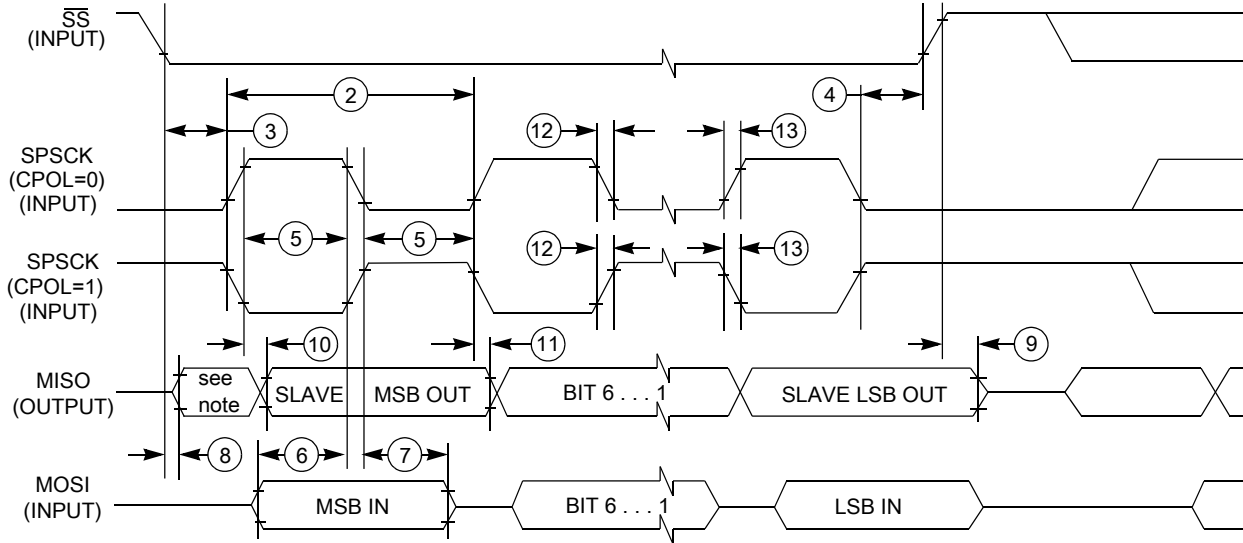 SS
(INPUT)
2
4
3
12
13
SPSCK
(CPOL=0)
(INPUT)
5
5
12
13
SPSCK
(CPOL=1)
(INPUT)
10
11
9
MISO
(OUTPUT)
see
note
SLAVE
MSB OUT
BIT 6 . . . 1
SLAVE LSB OUT
8
6
7
MOSI
(INPUT)
MSB IN
BIT 6 . . . 1
LSB IN